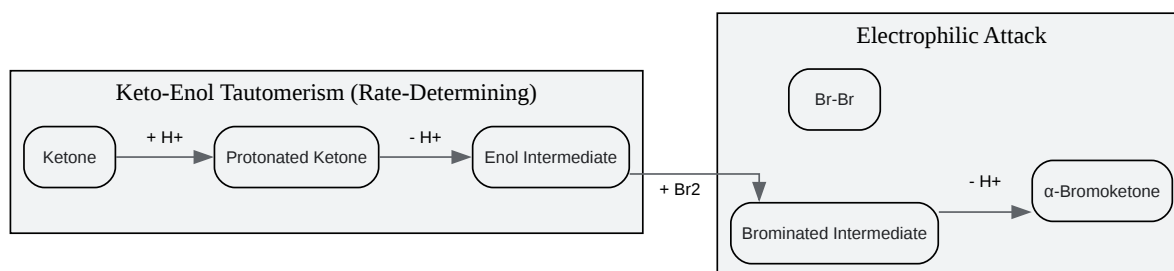 Keto-Enol Tautomerism (Rate-Determining)
Ketone
+ H+
Protonated Ketone
- H+
Enol Intermediate
+ Br2
Electrophilic Attack
Br-Br
Brominated Intermediate
- H+
α-Bromoketone